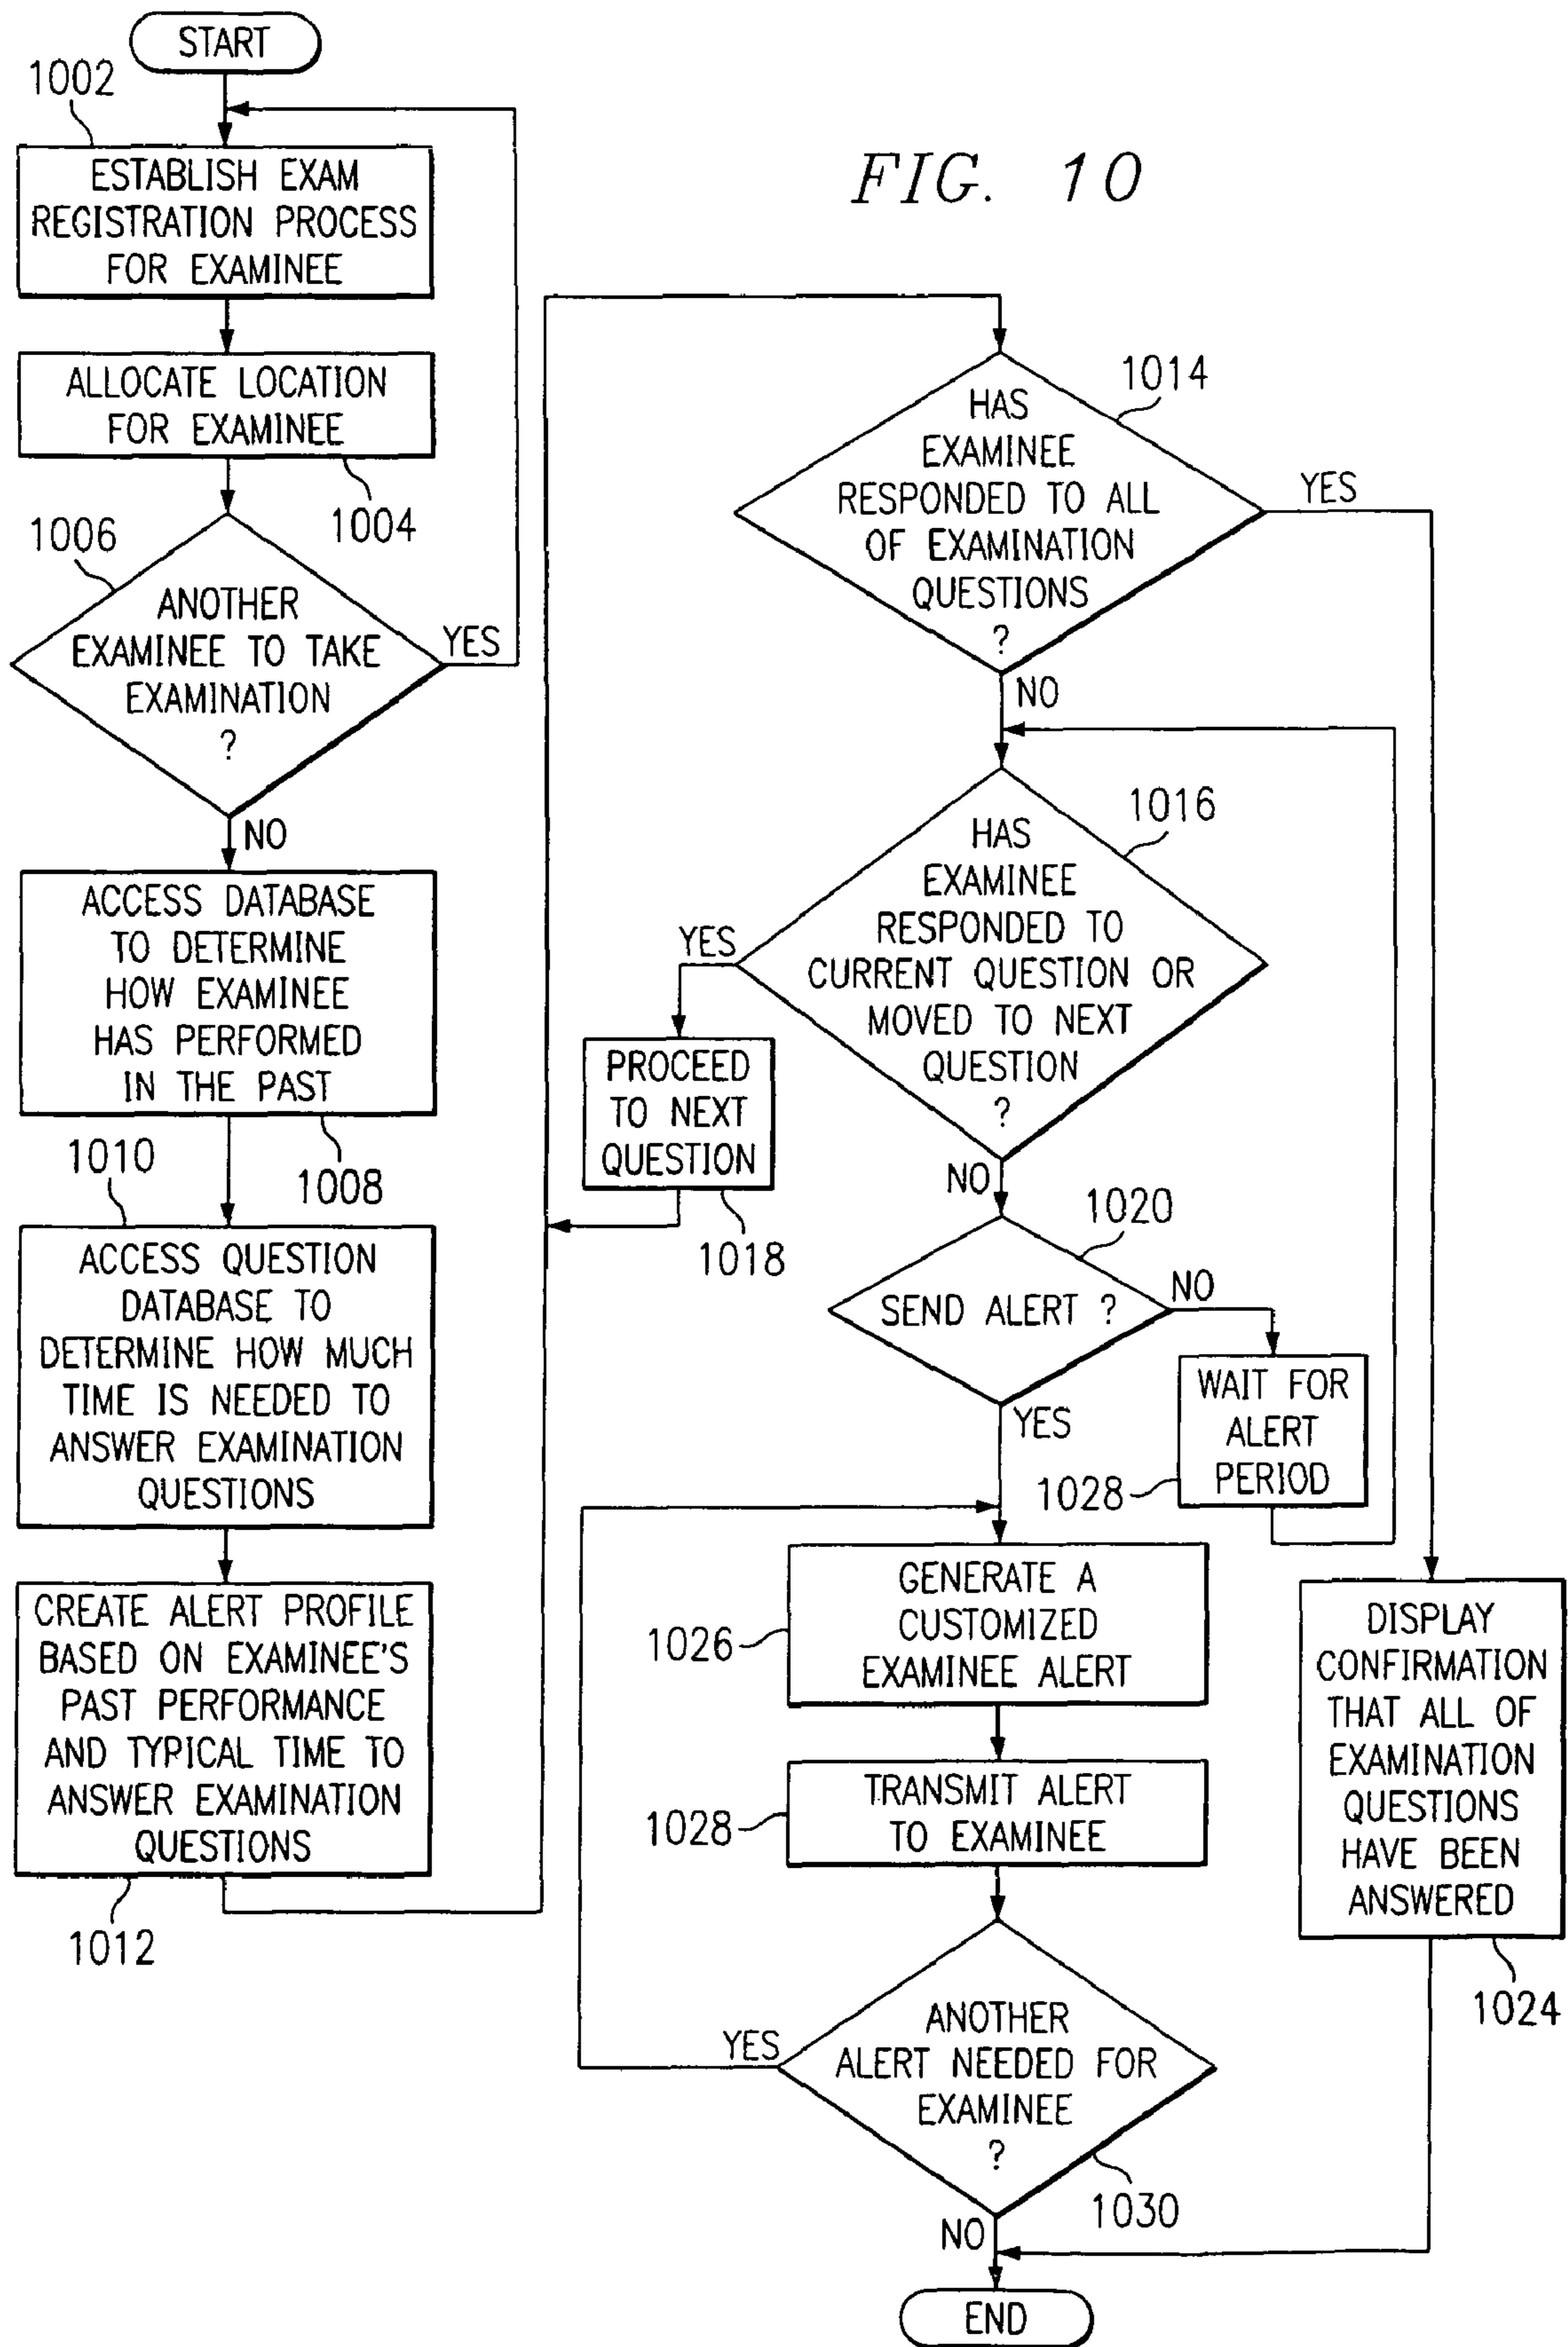 FIG. 10
START
1002
ESTABLISH EXAM
REGISTRATION PROCESS
FOR EXAMINEE
ALLOCATE LOCATION
FOR EXAMINEE
1004
1006
ANOTHER
EXAMINEE TO TAKE
EXAMINATION
?
YES
NO
ACCESS DATABASE
TO DETERMINE
HOW EXAMINEE
HAS PERFORMED
IN THE PAST
1008
1010
ACCESS QUESTION
DATABASE TO
DETERMINE HOW MUCH
TIME IS NEEDED TO
ANSWER EXAMINATION
QUESTIONS
CREATE ALERT PROFILE
BASED ON EXAMINEE'S
PAST PERFORMANCE
AND TYPICAL TIME TO
ANSWER EXAMINATION
QUESTIONS
1012
1014
HAS
EXAMINEE
RESPONDED TO ALL
OF EXAMINATION
QUESTIONS
?
YES
NO
1016
HAS
EXAMINEE
RESPONDED TO
CURRENT QUESTION OR
MOVED TO NEXT
QUESTION
?
YES
PROCEED
TO NEXT
QUESTION
1018
NO
1020
SEND ALERT ?
NO
WAIT FOR
ALERT
PERIOD
1028
YES
GENERATE A
CUSTOMIZED
EXAMINEE ALERT
1026
TRANSMIT ALERT
TO EXAMINEE
1028
ANOTHER
ALERT NEEDED FOR
EXAMINEE
?
YES
1030
NO
DISPLAY
CONFIRMATION
THAT ALL OF
EXAMINATION
QUESTIONS
HAVE BEEN
ANSWERED
1024
END